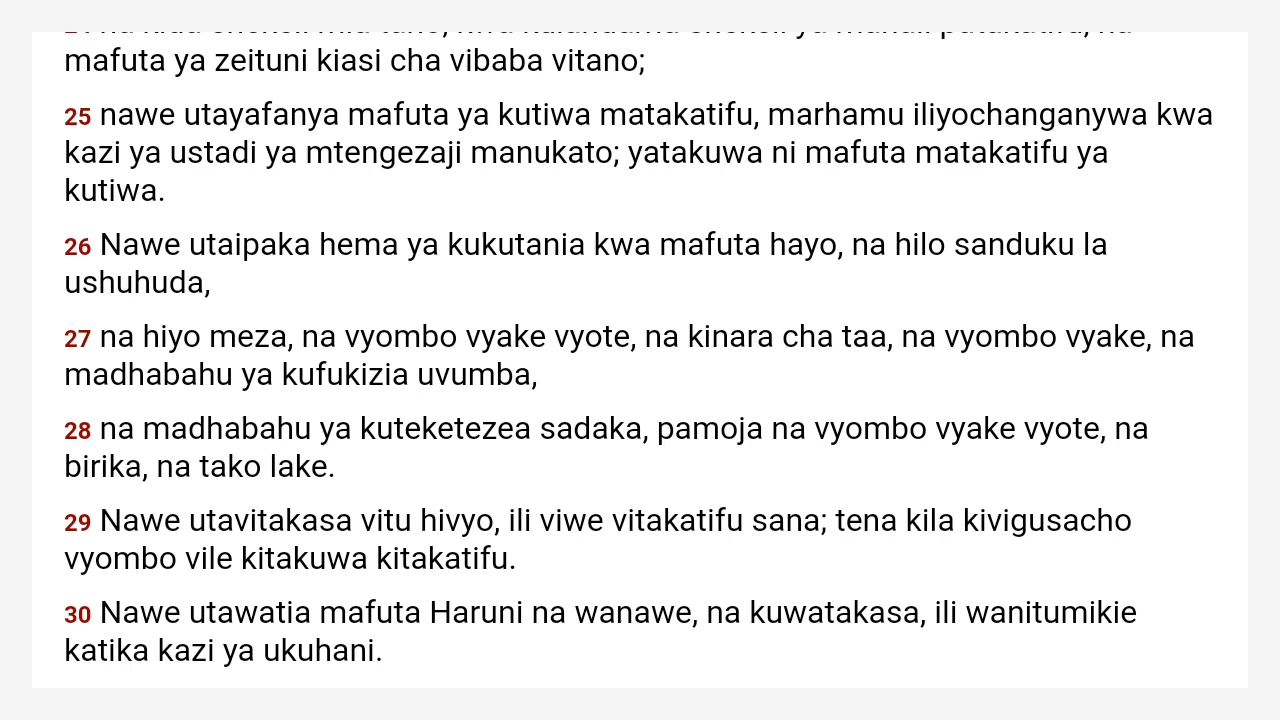 mafuta ya zeituni kiasi cha vibaba vitano;
25 nawe utayafanya mafuta ya kutiwa matakatifu, marhamu iliyochanganywa kwa
kazi ya ustadi ya mtengezaji manukato; yatakuwa ni mafuta matakatifu ya
kutiwa.
26 Nawe utaipaka hema ya kukutania kwa mafuta hayo, na hilo sanduku la
ushuhuda,
27 na hiyo meza, na vyombo vyake vyote, na kinara cha taa, na vyombo vyake, na
madhabahu ya kufukizia uvumba,
28 na madhabahu ya kuteketezea sadaka, pamoja na vyombo vyake vyote, na
birika, na tako lake.
29 Nawe utavitakasa vitu hivyo, ili viwe vitakatifu sana; tena kila kivigusacho
vyombo vile kitakuwa kitakatifu.
30 Nawe utawatia mafuta Haruni na wanawe, na kuwatakasa, ili wanitumikie
katika kazi ya ukuhani.